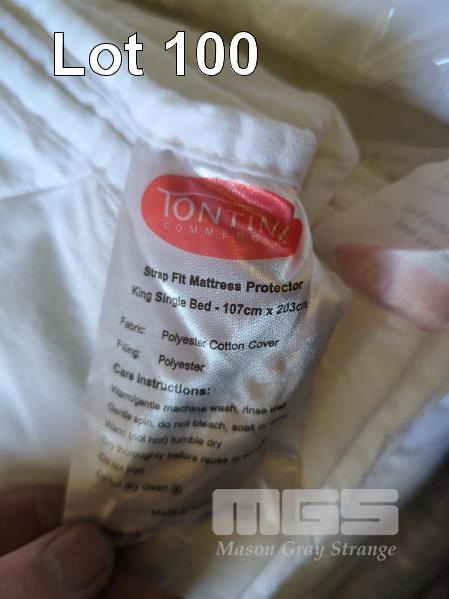 Lot 100
TONTINE
COMMERCIAL
Strap Fit Mattress Protector
King Single Bed - 107cm x 203cm
Fabric: Polyester Cotton Cover
Filling: Polyester
Care Instructions:
Warm/gentle machine wash, rinse well
Gentle spin, do not bleach, soak or
Warm (not hot) tumble dry
Dry thoroughly before reuse or
Do not iron
Do not dry clean
Made in
MGS
Mason Gray Strange